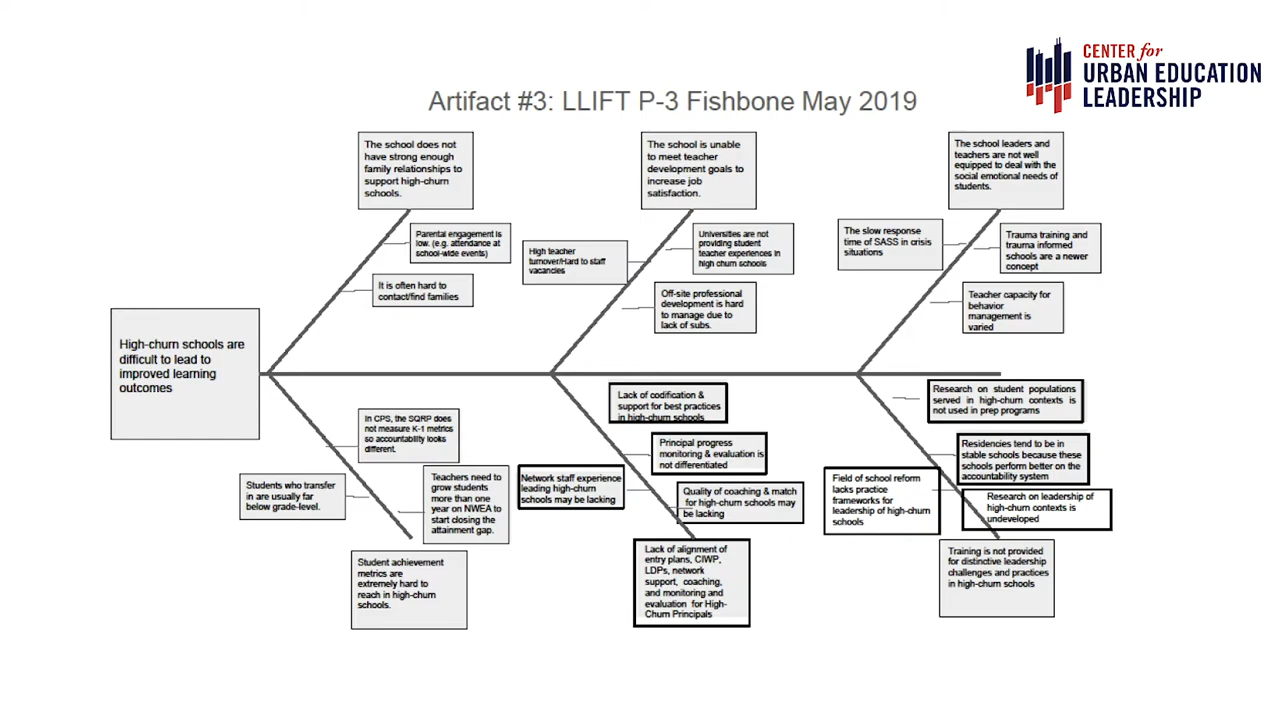 CENTER for
URBAN EDUCATION
LEADERSHIP
Artifact #3: LLIFT P-3 Fishbone May 2019
The school does not
have strong enough
family relationships to
support high-churn
schools.
The school is unable
to meet teacher
development goals to
increase job
satisfaction.
The school leaders and
teachers are not well
equipped to deal with the
social emotional needs of
students.
Parental engagement is
low. (e.g. attendance at
school-wide events)
It is often hard to
contact/find families
High teacher
turnover/Hard to staff
vacancies
Universities are not
providing student
teacher experiences in
high churn schools
Off-site professional
development is hard
to manage due to
lack of subs.
The slow response
time of SASS in crisis
situations
Trauma training and
trauma informed
schools are a newer
concept
Teacher capacity for
behavior
management is
varied
High-churn schools are
difficult to lead to
improved learning
outcomes
In CPS, the SQRP does
not measure K-1 metrics
so accountability looks
different.
Students who transfer
in are usually far
below grade-level.
Teachers need to
grow students
more than one
year on NWEA to
start closing the
attainment gap.
Student achievement
metrics are
extremely hard to
reach in high-churn
schools.
Lack of codification &
support for best practices
in high-churn schools
Principal progress
monitoring & evaluation is
not differentiated
Network staff experience
leading high-churn
schools may be lacking
Quality of coaching & match
for high-churn schools may
be lacking
Lack of alignment of
entry plans, CIWP,
LDPs, network
support, coaching,
and monitoring and
evaluation for High-
Churn Principals
Research on student populations
served in high-churn contexts is
not used in prep programs
Residencies tend to be in
stable schools because these
schools perform better on the
accountability system
Field of school reform
lacks practice
frameworks for
leadership of high-churn
schools
Research on leadership of
high-churn contexts is
undeveloped
Training is not provided
for distinctive leadership
challenges and practices
in high-churn schools